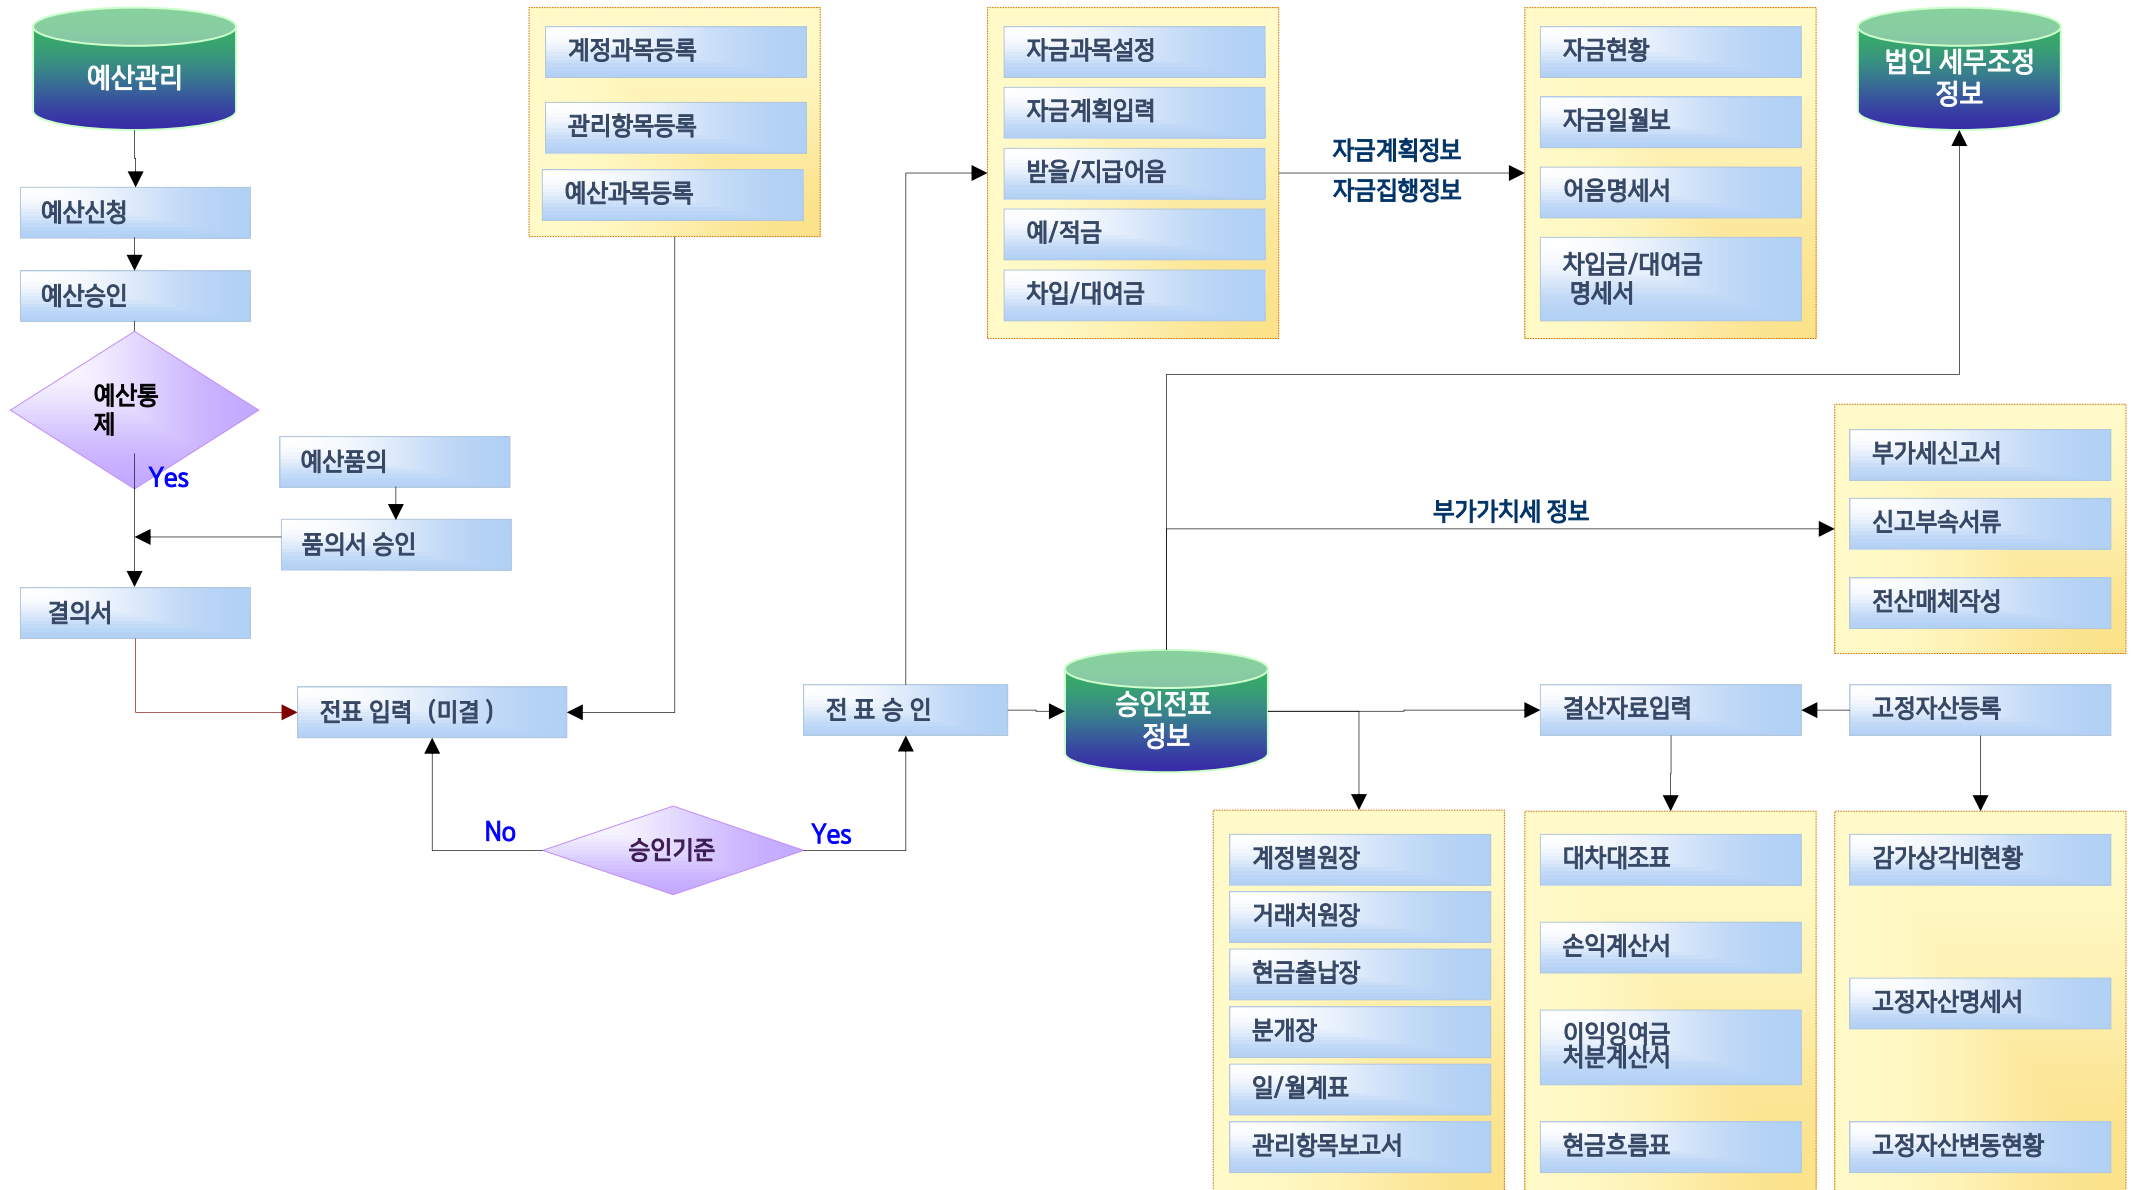 예산관리
예산신청
예산승인
예산통
제
Yes
예산품의
품의서 승인
결의서
전표 입력 (미결 )
계정과목등록
관리항목등록
예산과목등록
No
승인기준
Yes
전 표 승 인
자금과목설정
자금계획입력
받을/지급어음
예/적금
차입/대여금
자금계획정보
자금집행정보
자금현황
자금일월보
어음명세서
차입금/대여금
명세서
법인 세무조정
정보
부가가치세 정보
부가세신고서
신고부속서류
전산매체작성
승인전표
정보
결산자료입력
고정자산등록
계정별원장
거래처원장
현금출납장
분개장
일/월계표
관리항목보고서
대차대조표
손익계산서
이익잉여금
처분계산서
현금흐름표
감가상각비현황
고정자산명세서
고정자산변동현황